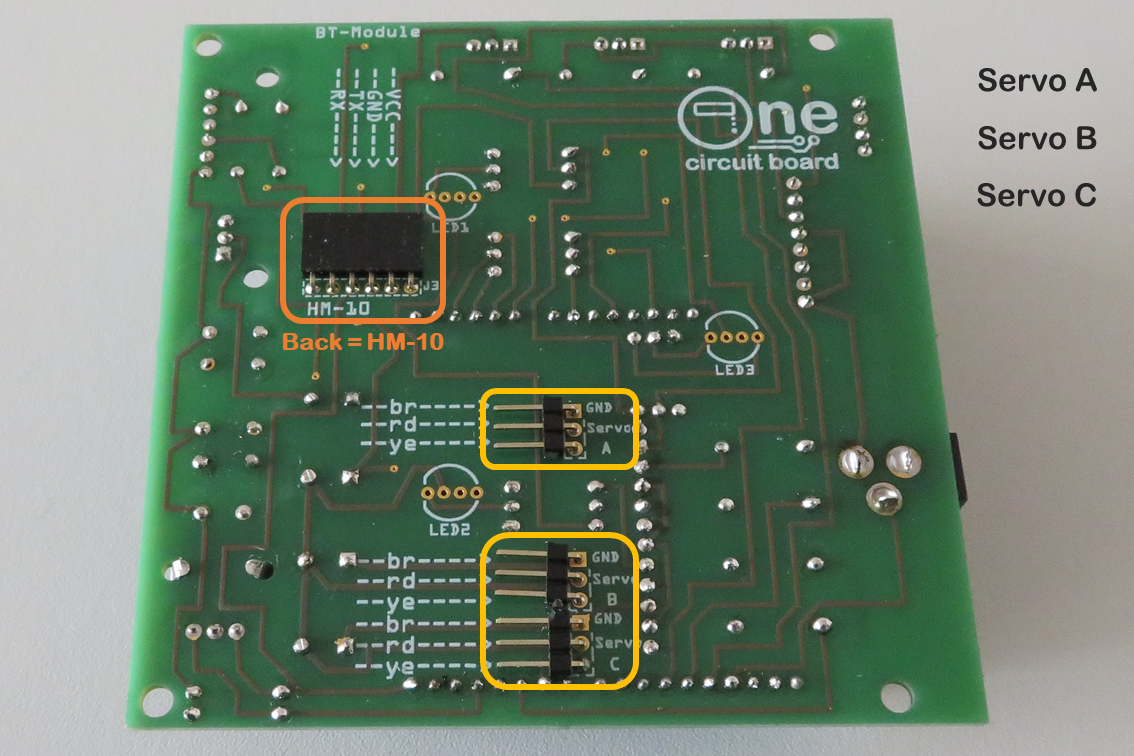 BT-Module
--VCC---->
--GND---->
--TX----->
--RX----->
One
circuit board
Servo A
Servo B
Servo C
LED1
J3
HM-10
Back = HM-10
LED3
--br----->
--rd----->
--ye----->
GND
Servo
A
LED2
--br----->
--rd----->
--ye----->
GND
Servo
B
--br----->
--rd----->
--ye----->
GND
Servo
C